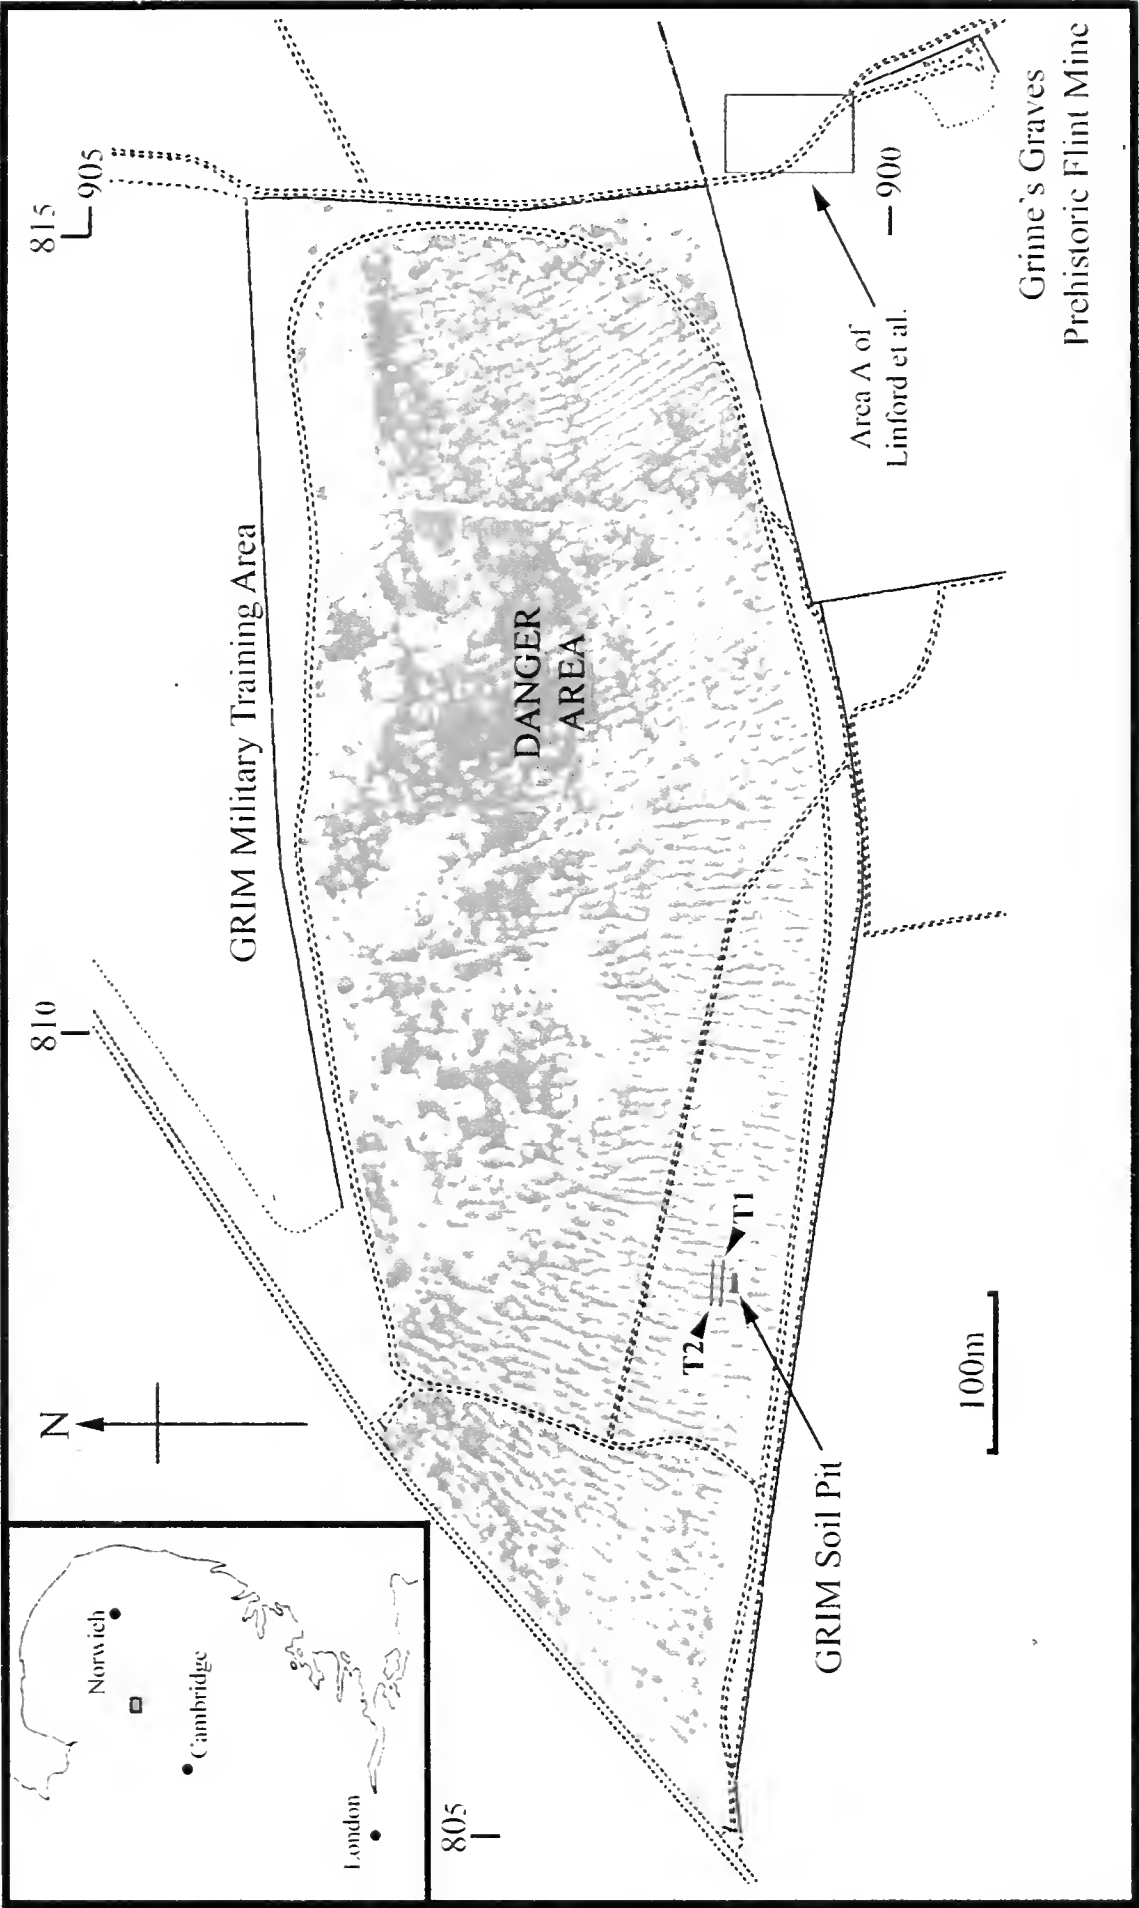 815
905
GRIM Military Training Area
810
N
DANGER
AREA
Area A of
Linford et al.
900
Grime's Graves
Prehistoric Flint Mine
T1
T2
100m
GRIM Soil Pit
805
Norwich
Cambridge
London